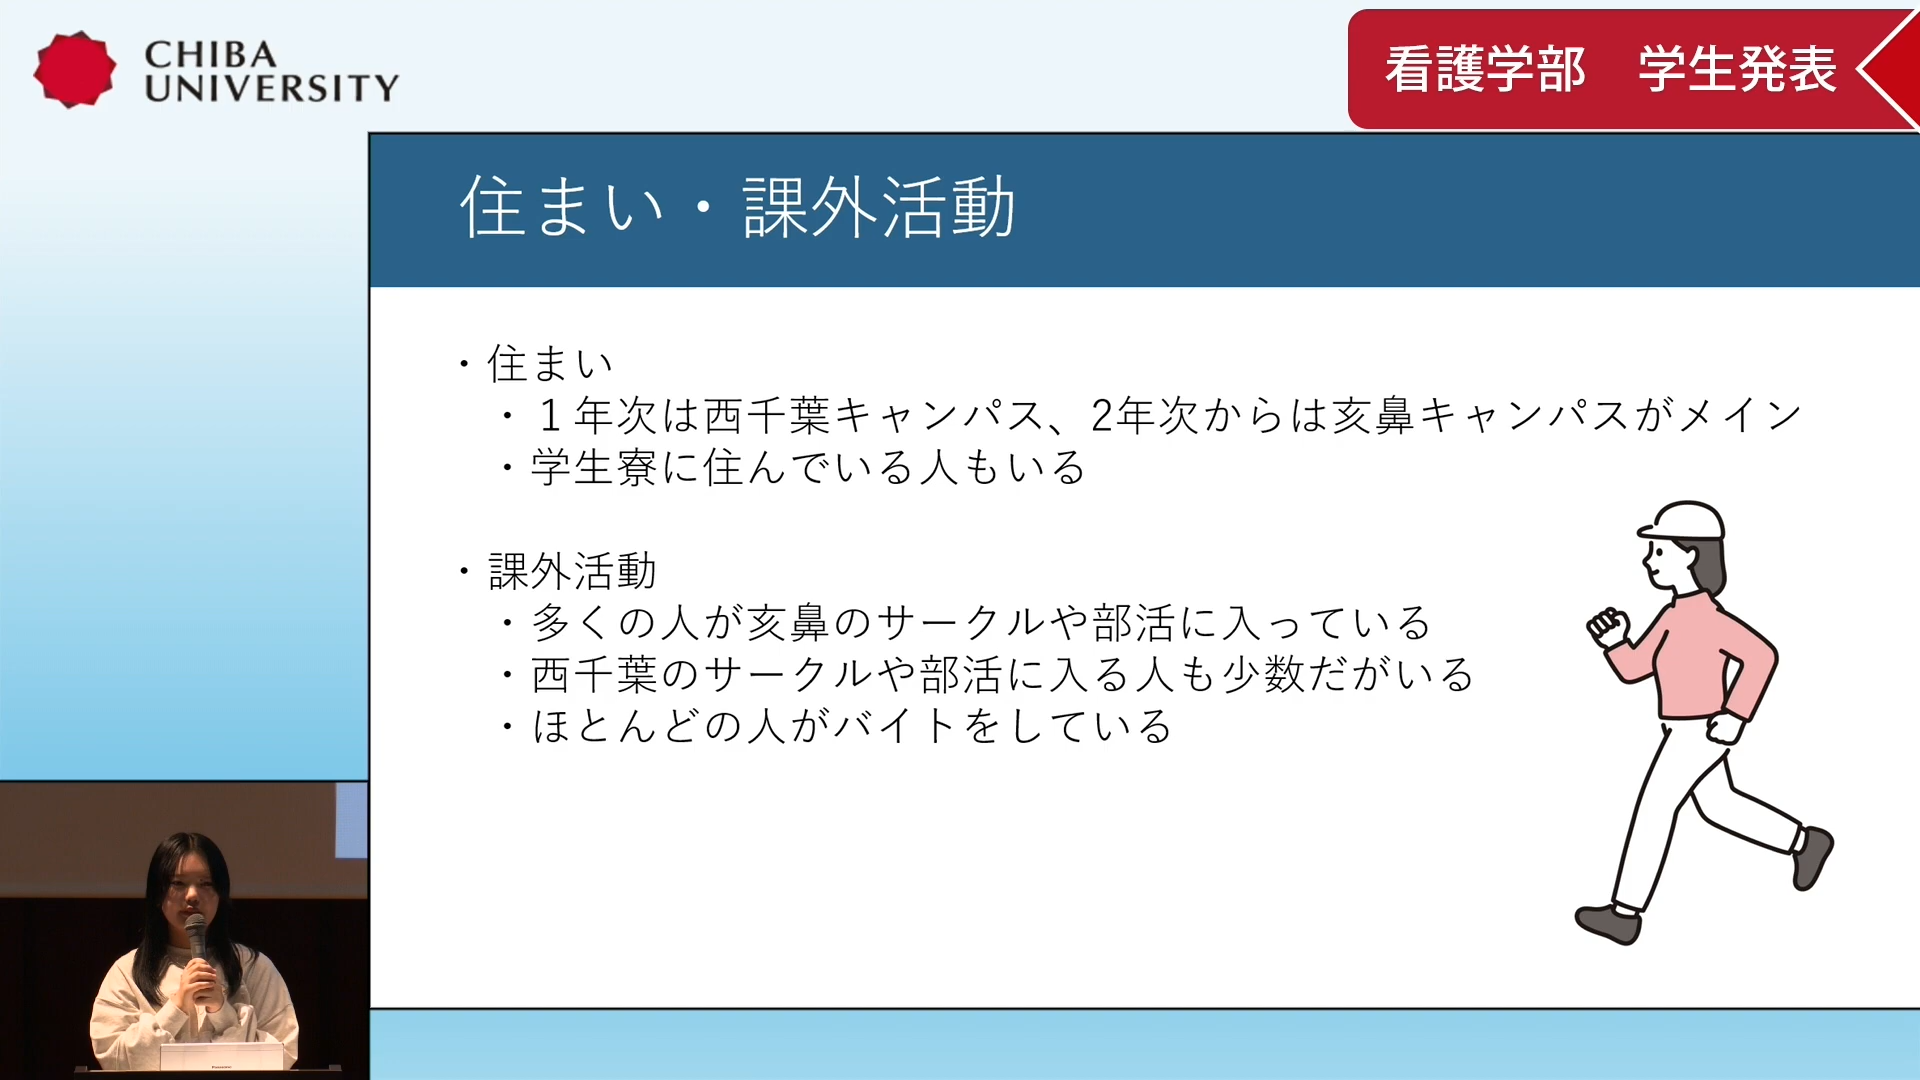 CHIBA
UNIVERSITY
看護学部　学生発表
住まい・課外活動
・住まい
・１年次は西千葉キャンパス、2年次からは亥鼻キャンパスがメイン
・学生寮に住んでいる人もいる
・課外活動
・多くの人が亥鼻のサークルや部活に入っている
・西千葉のサークルや部活に入る人も少数だがいる
・ほとんどの人がバイトをしている